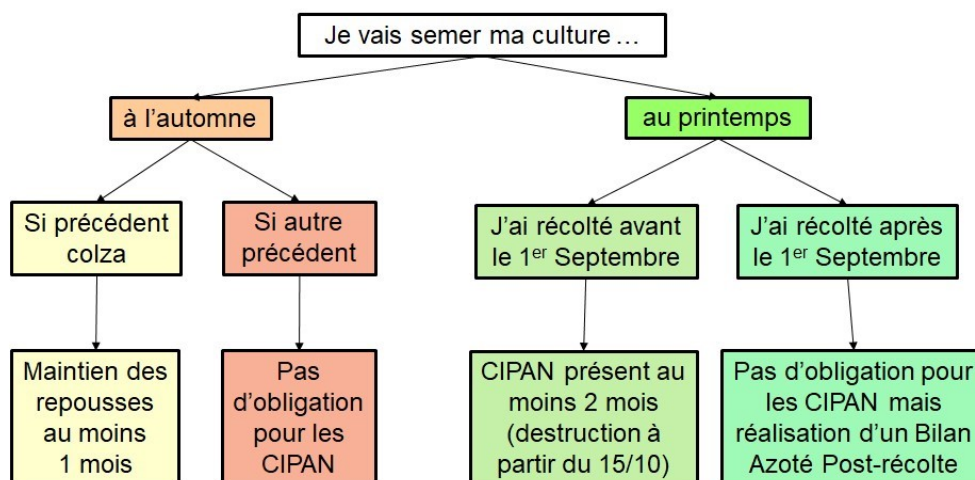 Je vais semer ma culture …
à l’automne
au printemps
Si précédent
colza
Si autre
précédent
J’ai récolté avant
le 1er Septembre
J’ai récolté après
le 1er Septembre
Maintien des
repousses
au moins
1 mois
Pas
d’obligation
pour les
CIPAN
CIPAN présent au
moins 2 mois
(destruction à
partir du 15/10)
Pas d’obligation pour
les CIPAN mais
réalisation d’un Bilan
Azoté Post-récolte